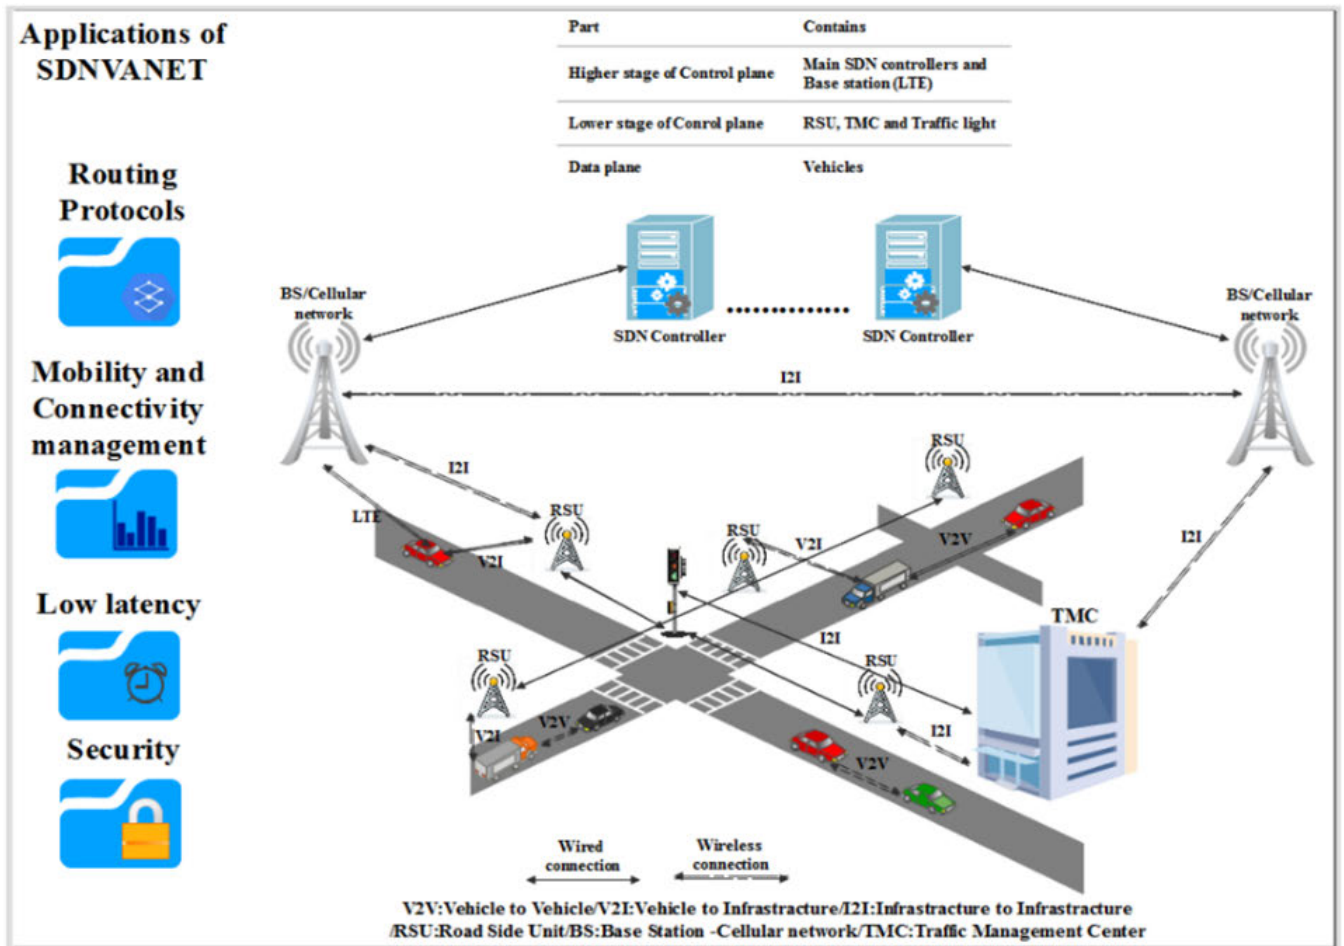 Applications of
SDNVANET
Part Contains
Higher stage of Control plane Main SDN controllers and
Base station (LTE)
Lower stage of Conrol plane RSU, TMC and Traffic light
Data plane Vehicles
Routing
Protocols
Mobility and
Connectivity
management
Low latency
Security
BS/Cellular
network
SDN Controller
SDN Controller
BS/Cellular
network
I2I
RSU
I2I
LTE
RSU
V2I
RSU
V2I
V2V
I2I
TMC
I2I
RSU
RSU
V2V
V2I
I2I
V2V
Wired
connection
Wireless
connection
V2V:Vehicle to Vehicle/V2I:Vehicle to Infrastructure/I2I:Infrastructure to Infrastructure
/RSU:Road Side Unit/BS:Base Station -Cellular network/TMC:Traffic Management Center